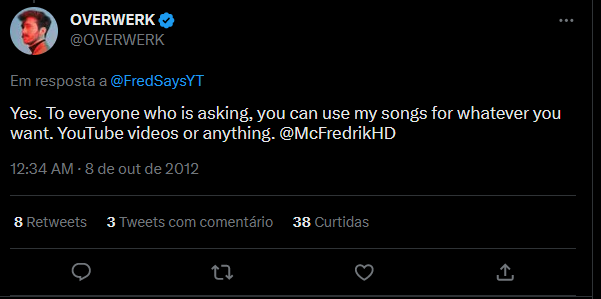 OVERWERK
@OVERWERK
Em resposta a @FredSaysYT
Yes. To everyone who is asking, you can use my songs for whatever you
want. YouTube videos or anything. @McFredrikHD
12:34 AM · 8 de out de 2012
8 Retweets 3 Tweets com comentário 38 Curtidas